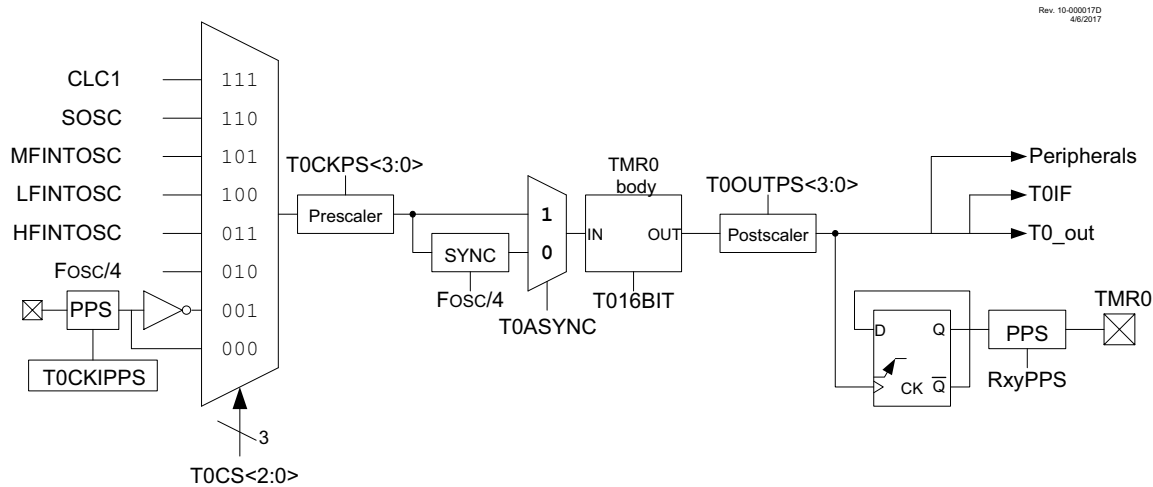 Rev. 10-000017D
4/6/2017
CLC1
111
SOSC
110
MFINTOSC
101
LFINTOSC
100
HFINTOSC
011
FOSC/4
010
PPS
001
000
T0CKIPPS
3
T0CS<2:0>
T0CKPS<3:0>
Prescaler
SYNC
FOSC/4
1
0
T0ASYNC
TMR0
body
IN
OUT
T016BIT
T0OUTPS<3:0>
Postscaler
Peripherals
T0IF
T0_out
D
Q
CK
Q̅
PPS
RxyPPS
TMR0